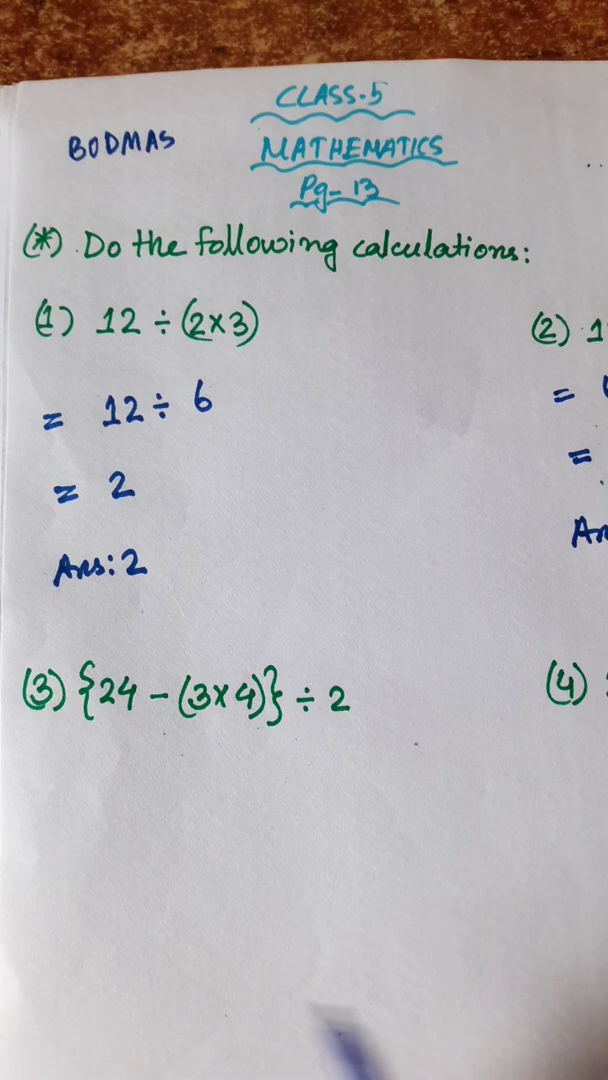 CLASS-5
BODMAS MATHEMATICS
Pg- 13
(*) Do the following calculations:
(1) 12 ÷ (2×3)
= 12 ÷ 6
= 2
Ans: 2
(2) 1
=
=
(3) {24 - (3×4)} ÷ 2
(4)